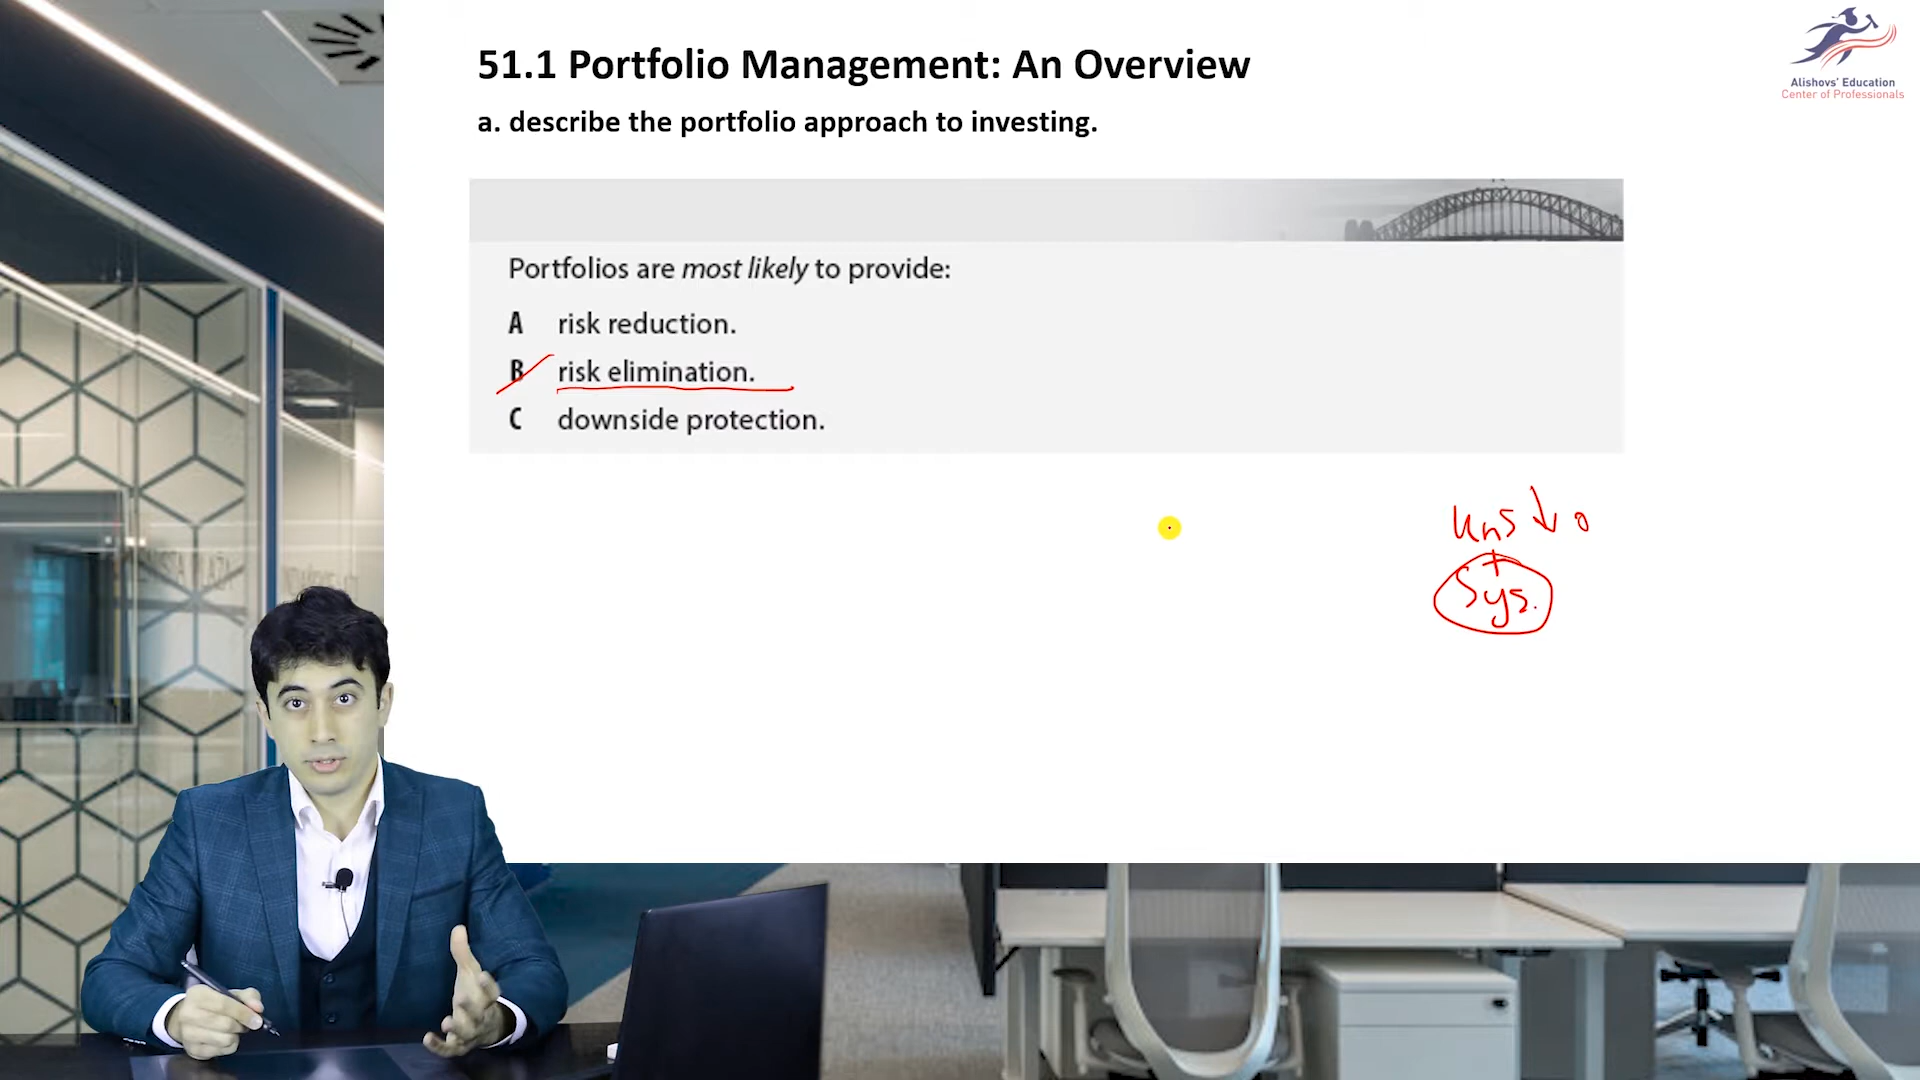 51.1 Portfolio Management: An Overview
a. describe the portfolio approach to investing.
Alishovs' Education
Center of Professionals
Portfolios are most likely to provide:
A risk reduction.
B risk elimination.
C downside protection.
Uns ↓ 0
+
Sys.